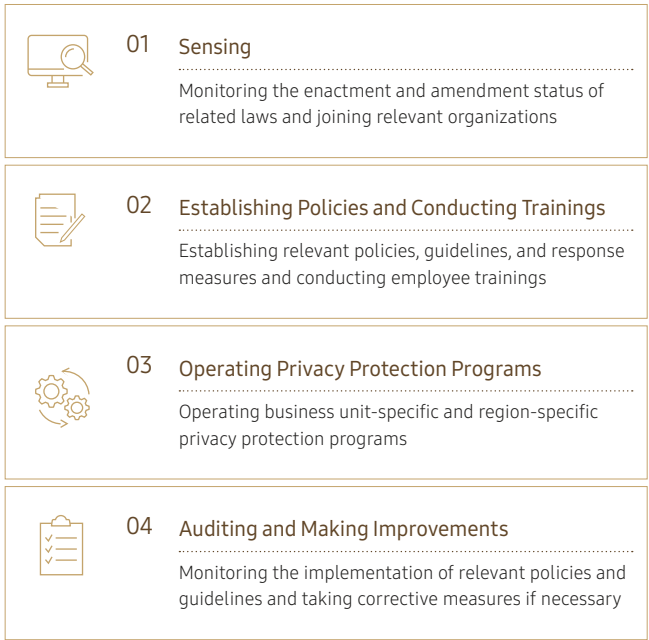 01
Sensing
Monitoring the enactment and amendment status of
related laws and joining relevant organizations
02
Establishing Policies and Conducting Trainings
Establishing relevant policies, guidelines, and response
measures and conducting employee trainings
03
Operating Privacy Protection Programs
Operating business unit-specific and region-specific
privacy protection programs
04
Auditing and Making Improvements
Monitoring the implementation of relevant policies and
guidelines and taking corrective measures if necessary